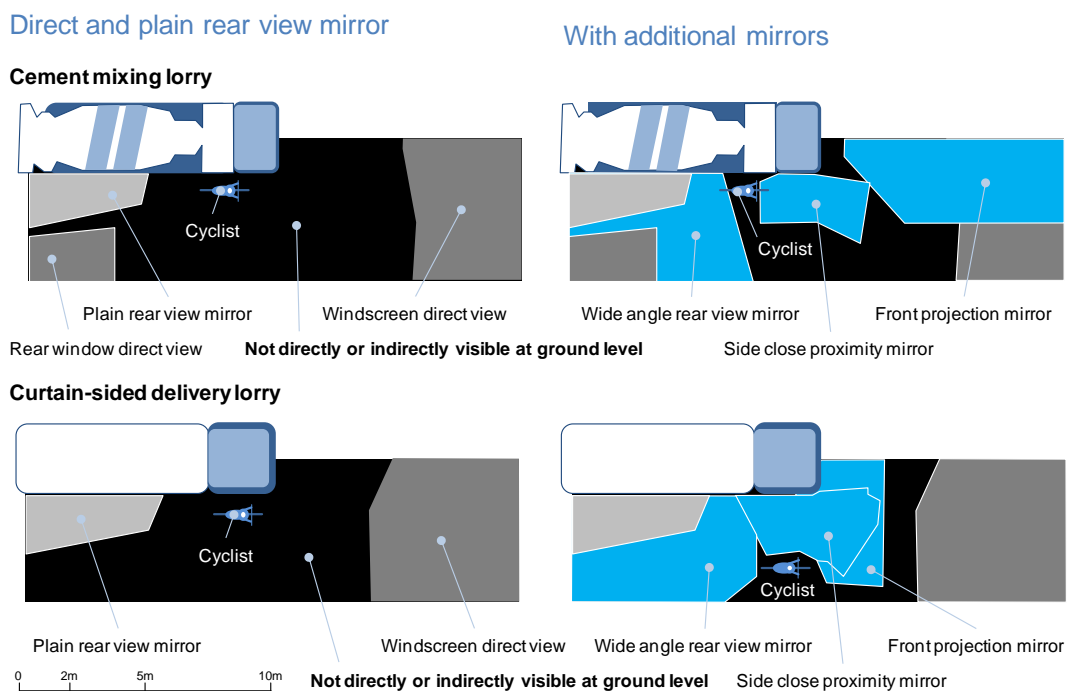 Direct and plain rear view mirror
With additional mirrors
Cement mixing lorry
Cyclist
Cyclist
Plain rear view mirror
Windscreen direct view
Wide angle rear view mirror
Front projection mirror
Rear window direct view
Not directly or indirectly visible at ground level
Side close proximity mirror
Curtain-sided delivery lorry
Cyclist
Cyclist
Plain rear view mirror
Windscreen direct view
Wide angle rear view mirror
Front projection mirror
0 2m 5m 10m
Not directly or indirectly visible at ground level
Side close proximity mirror